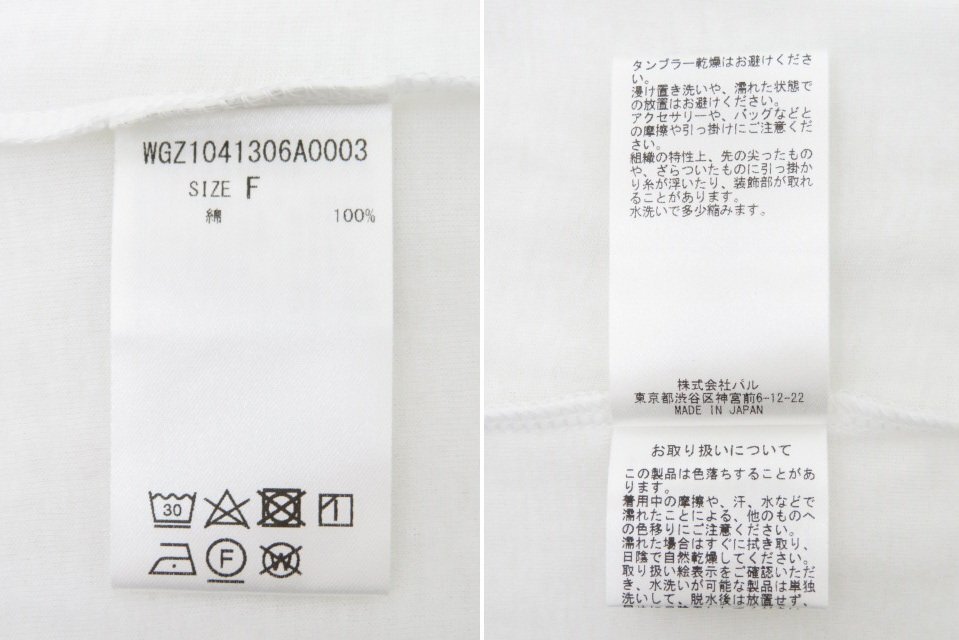 WGZ1041306A0003
SIZE F
綿 100%
30
F
W
タンブラー乾燥はお避けくださ
い。
浸け置き洗いや、濡れた状態で
の放置はお避けください。
アクセサリーや、バッグなどと
の摩擦や引っ掛けにご注意くだ
さい。
組織の特性上、先の尖ったもの
や、ざらついたものに引っ掛か
り糸が浮いたり、装飾部が取れ
ることがあります。
水洗いで多少縮みます。
株式会社パル
東京都渋谷区神宮前6-12-22
MADE IN JAPAN
お取り扱いについて
この製品は色落ちすることがあ
ります。
着用中の摩擦や、汗、水などで
濡れたことによる、他のものへ
の色移りにご注意ください。
濡れた場合はすぐに拭き取り、
日陰で自然乾燥してください。
取り扱い絵表示をご確認いただ
き、水洗いが可能な製品は単独
洗いして、脱水後は放置せず、